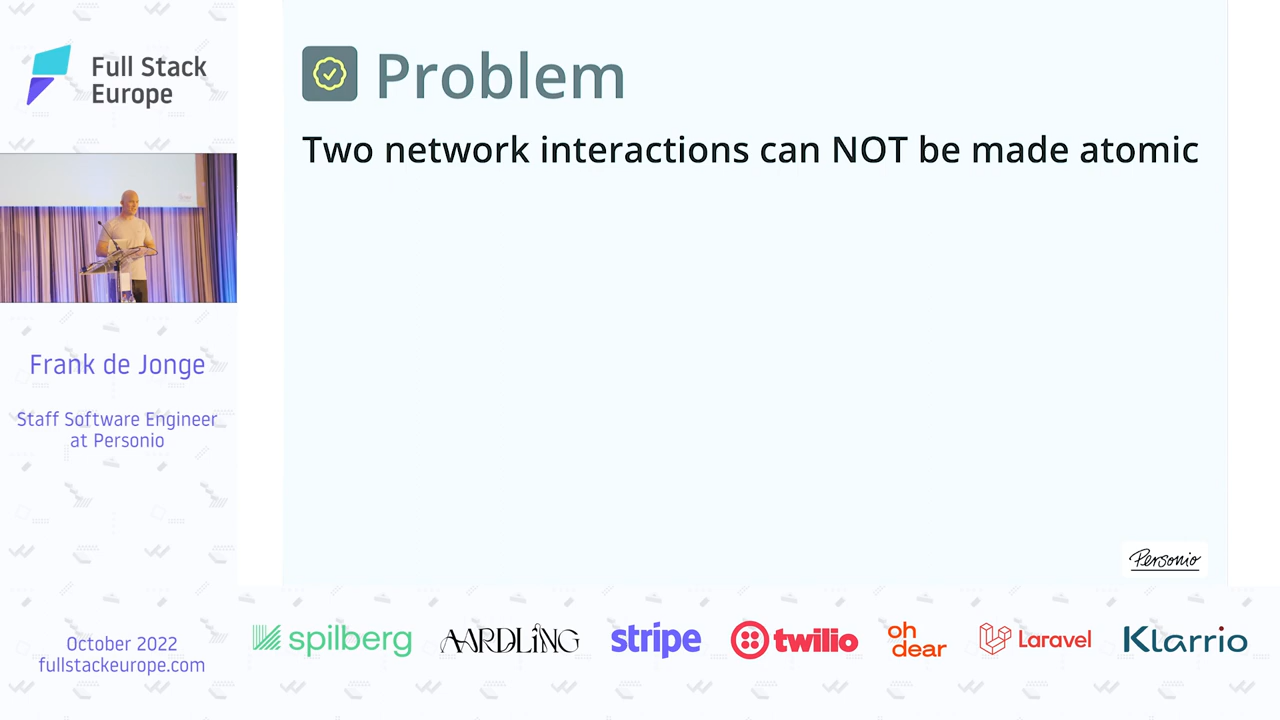 Full Stack
Europe
Problem
Two network interactions can NOT be made atomic
Frank de Jonge
Staff Software Engineer
at Personio
Personio
October 2022
fullstackeurope.com
spilberg
AARDLiNG
stripe
twilio
oh
dear
Laravel
Klarrio